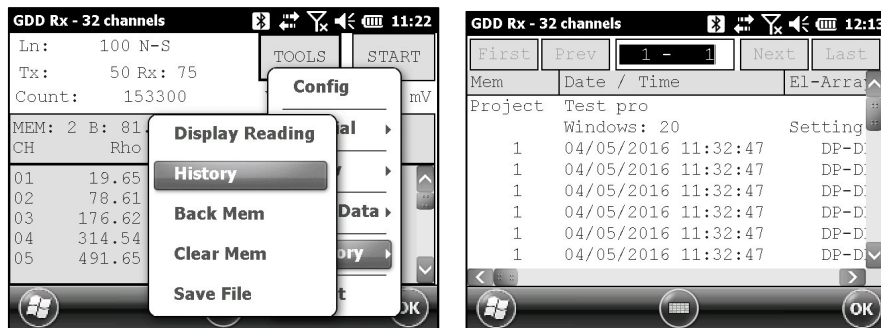 GDD Rx - 32 channels 11:22
Ln: 100 N-S
TOOLS START
Tx: 50 Rx: 75
Count: 153300 mV
Config
MEM: 2 B: 81.
CH Rho
Display Reading
History
Back Mem
Data
Clear Mem
Save File
01 19.65
02 78.61
03 176.62
04 314.54
05 491.65
OK
GDD Rx - 32 channels 12:13
First Prev 1 - 1 Next Last
Mem Date / Time El-Array
Project Test pro
Windows: 20 Setting
1 04/05/2016 11:32:47 DP-D
1 04/05/2016 11:32:47 DP-D
1 04/05/2016 11:32:47 DP-D
1 04/05/2016 11:32:47 DP-D
1 04/05/2016 11:32:47 DP-D
1 04/05/2016 11:32:47 DP-D
OK